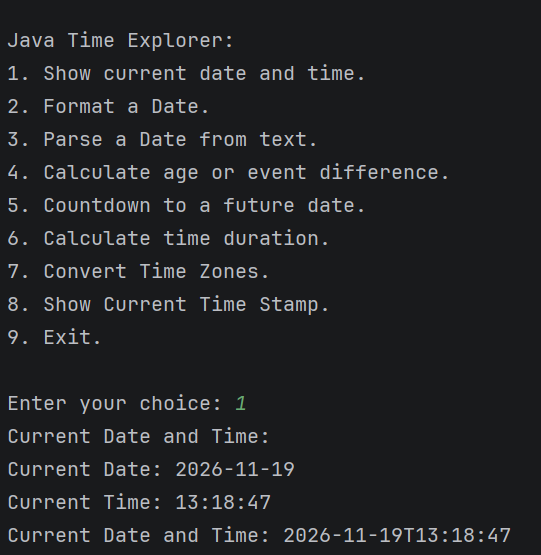 Java Time Explorer:
1. Show current date and time.
2. Format a Date.
3. Parse a Date from text.
4. Calculate age or event difference.
5. Countdown to a future date.
6. Calculate time duration.
7. Convert Time Zones.
8. Show Current Time Stamp.
9. Exit.
Enter your choice: 1
Current Date and Time:
Current Date: 2026-11-19
Current Time: 13:18:47
Current Date and Time: 2026-11-19T13:18:47